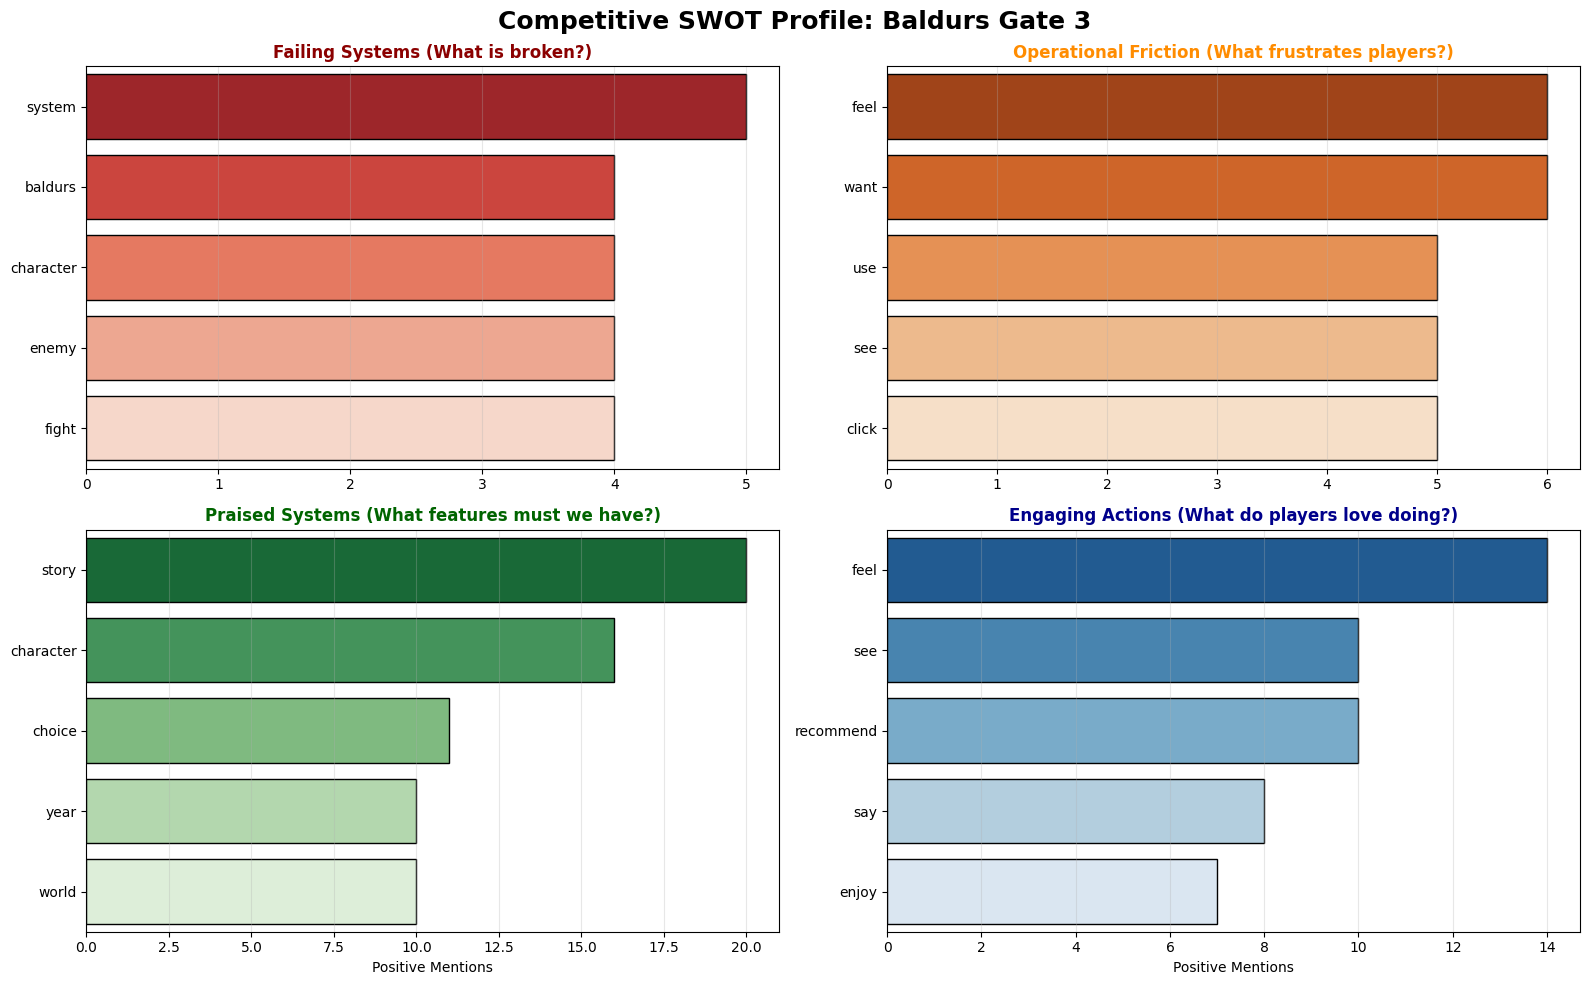 Competitive SWOT Profile: Baldurs Gate 3
Failing Systems (What is broken?)
system
baldurs
character
enemy
fight
0 1 2 3 4 5
Operational Friction (What frustrates players?)
feel
want
use
see
click
0 1 2 3 4 5 6
Praised Systems (What features must we have?)
story
character
choice
year
world
0.0 2.5 5.0 7.5 10.0 12.5 15.0 17.5 20.0
Positive Mentions
Engaging Actions (What do players love doing?)
feel
see
recommend
say
enjoy
0 2 4 6 8 10 12 14
Positive Mentions